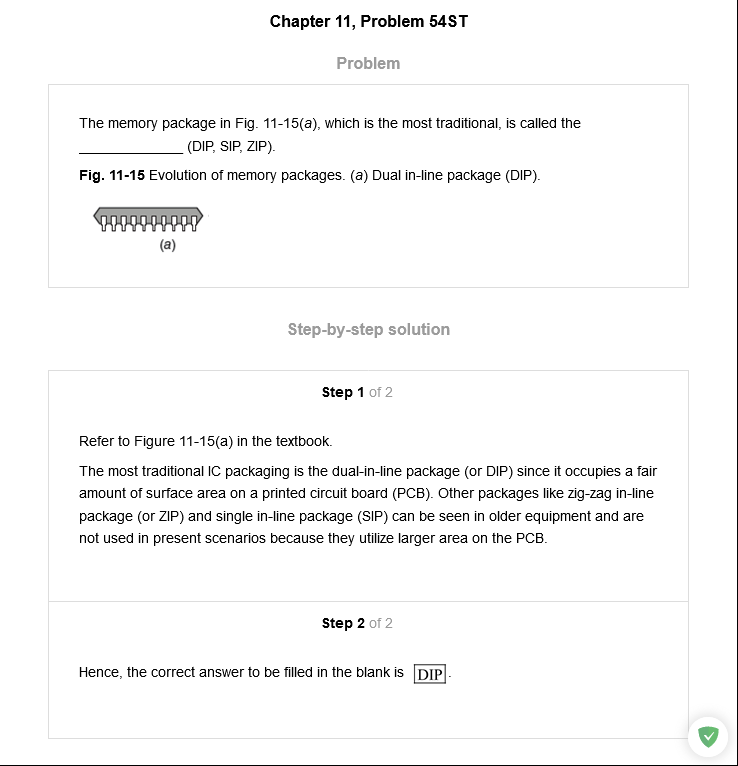 Chapter 11, Problem 54ST
Problem
The memory package in Fig. 11-15(a), which is the most traditional, is called the
_____________ (DIP, SIP, ZIP).
Fig. 11-15 Evolution of memory packages. (a) Dual in-line package (DIP).
(a)
Step-by-step solution
Step 1 of 2
Refer to Figure 11-15(a) in the textbook.
The most traditional IC packaging is the dual-in-line package (or DIP) since it occupies a fair
amount of surface area on a printed circuit board (PCB). Other packages like zig-zag in-line
package (or ZIP) and single in-line package (SIP) can be seen in older equipment and are
not used in present scenarios because they utilize larger area on the PCB.
Step 2 of 2
Hence, the correct answer to be filled in the blank is DIP.